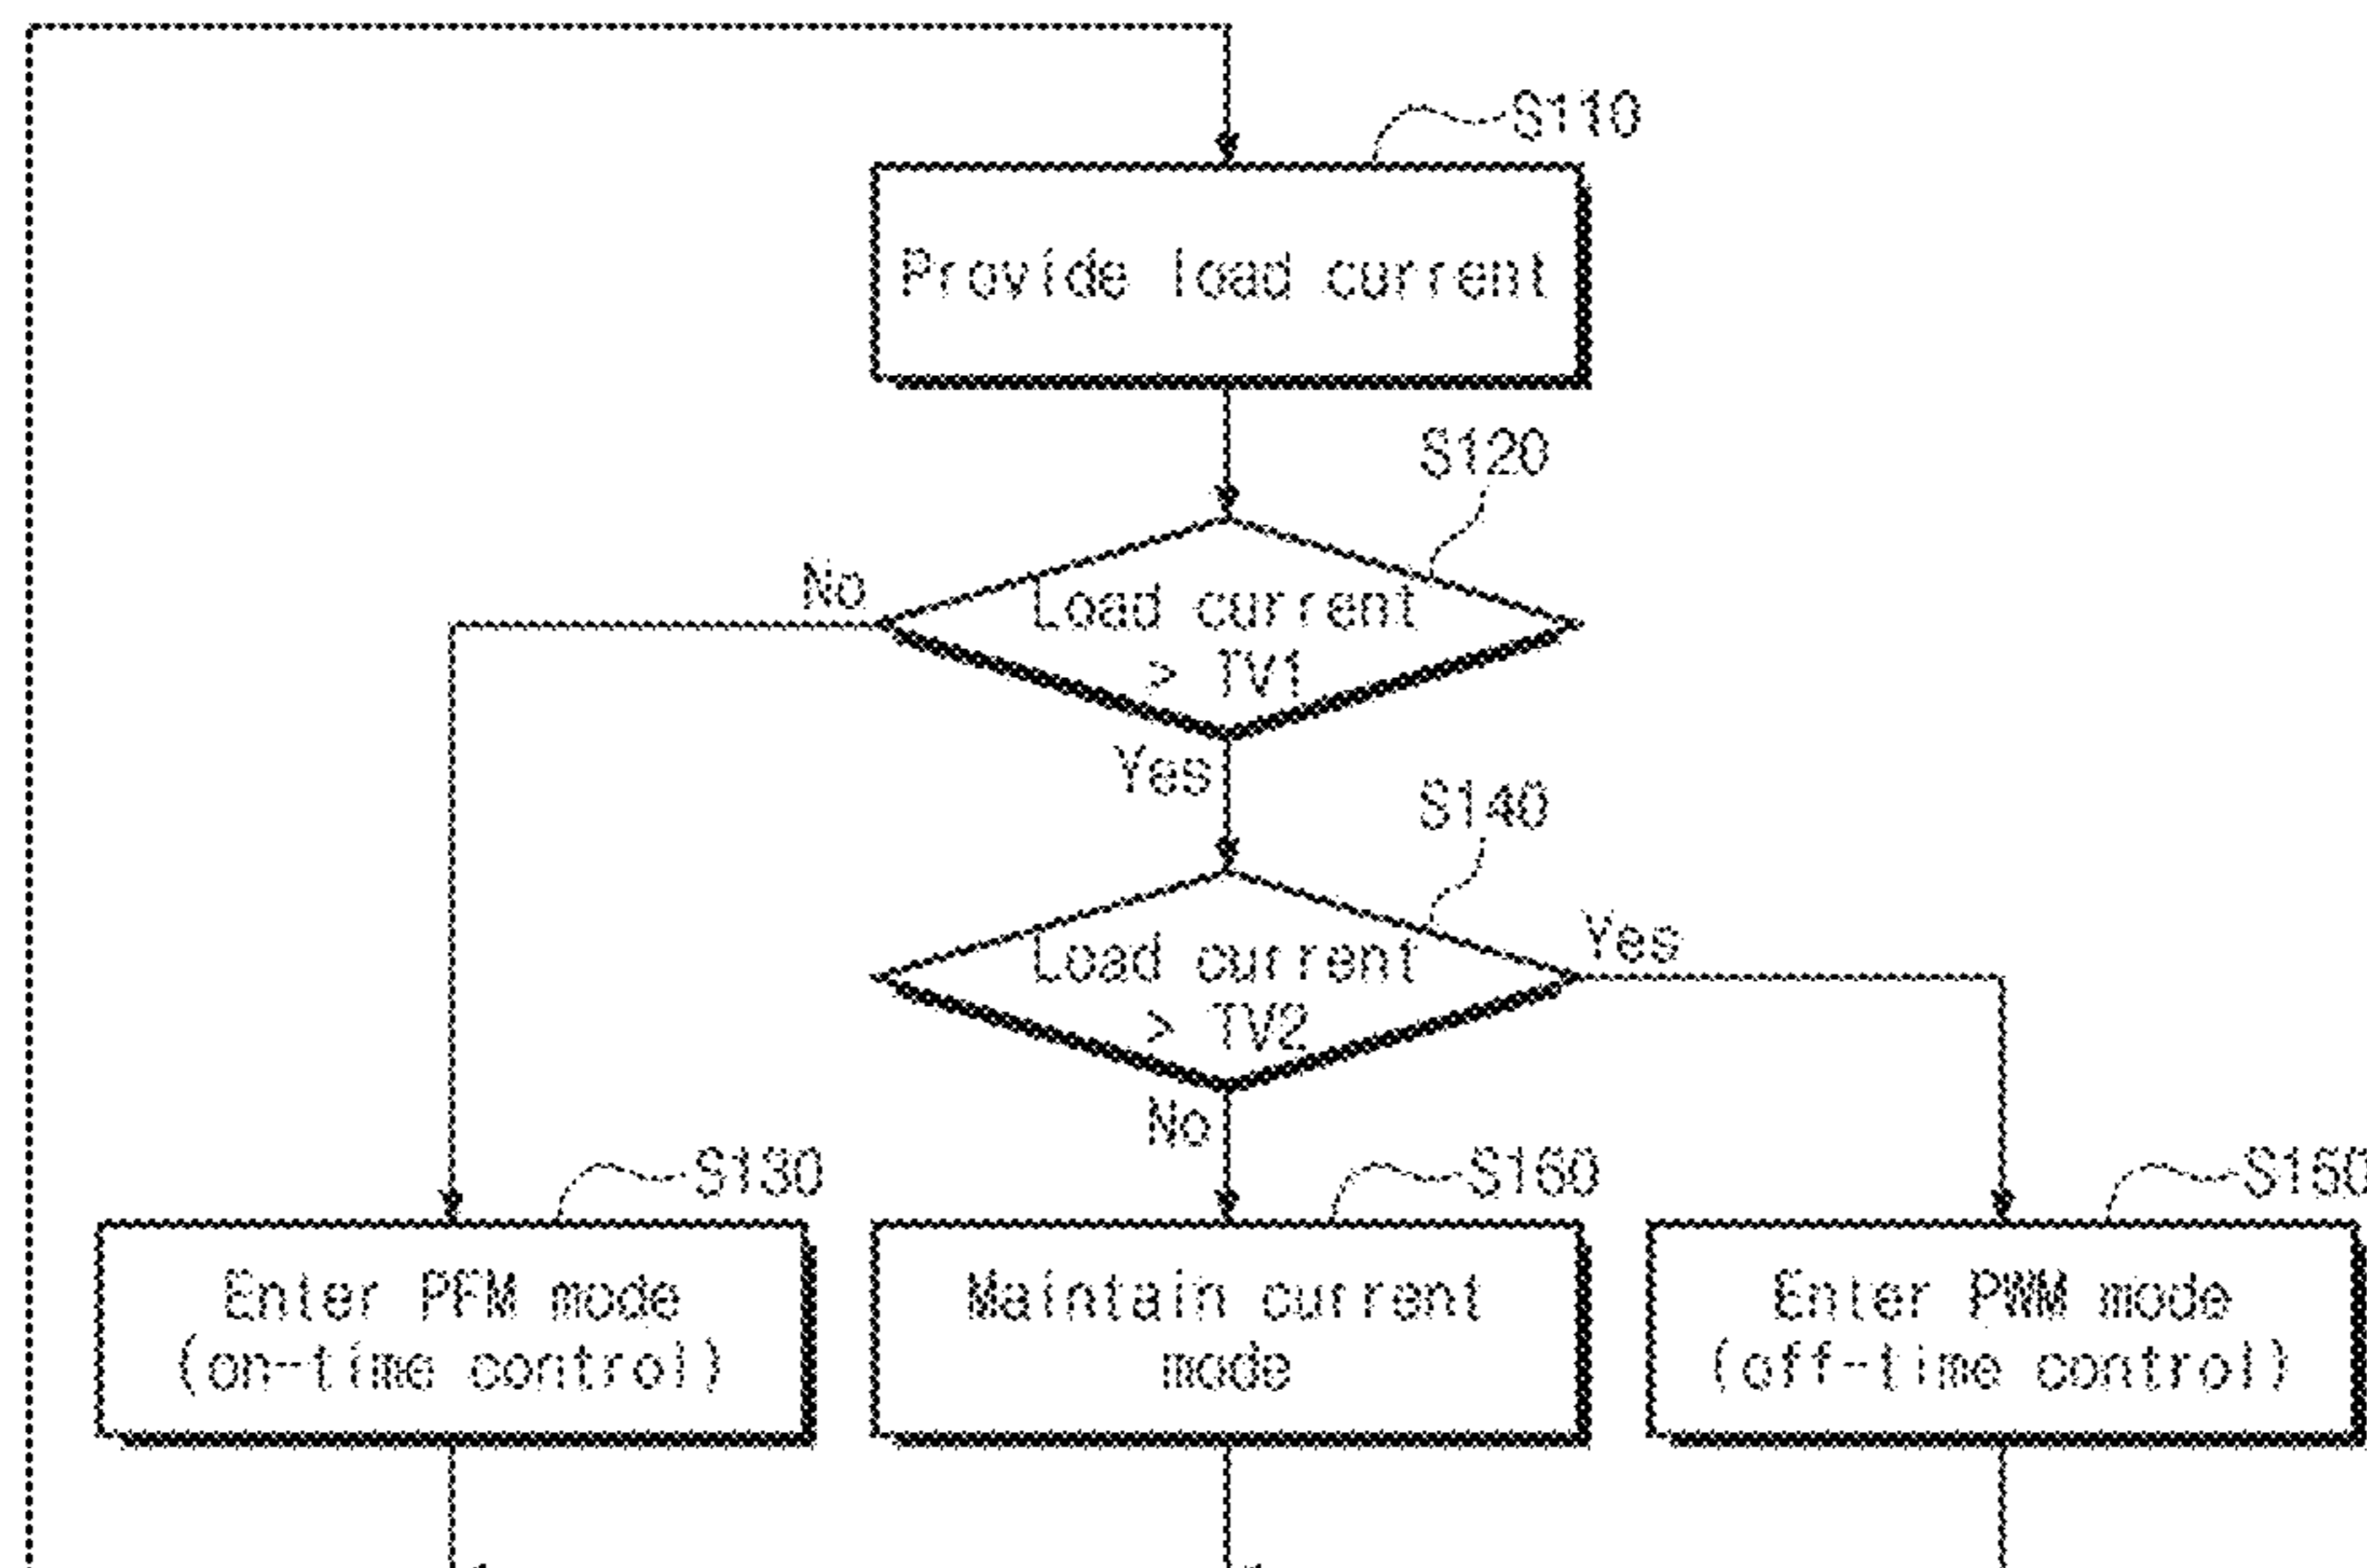 S110
Provide load current
S120
No
Load current
> TV1
Yes
S140
Load current
> TV2
Yes
No
S130
S160
S150
Enter PFM mode
(on-time control)
Maintain current
mode
Enter PWM mode
(off-time control)